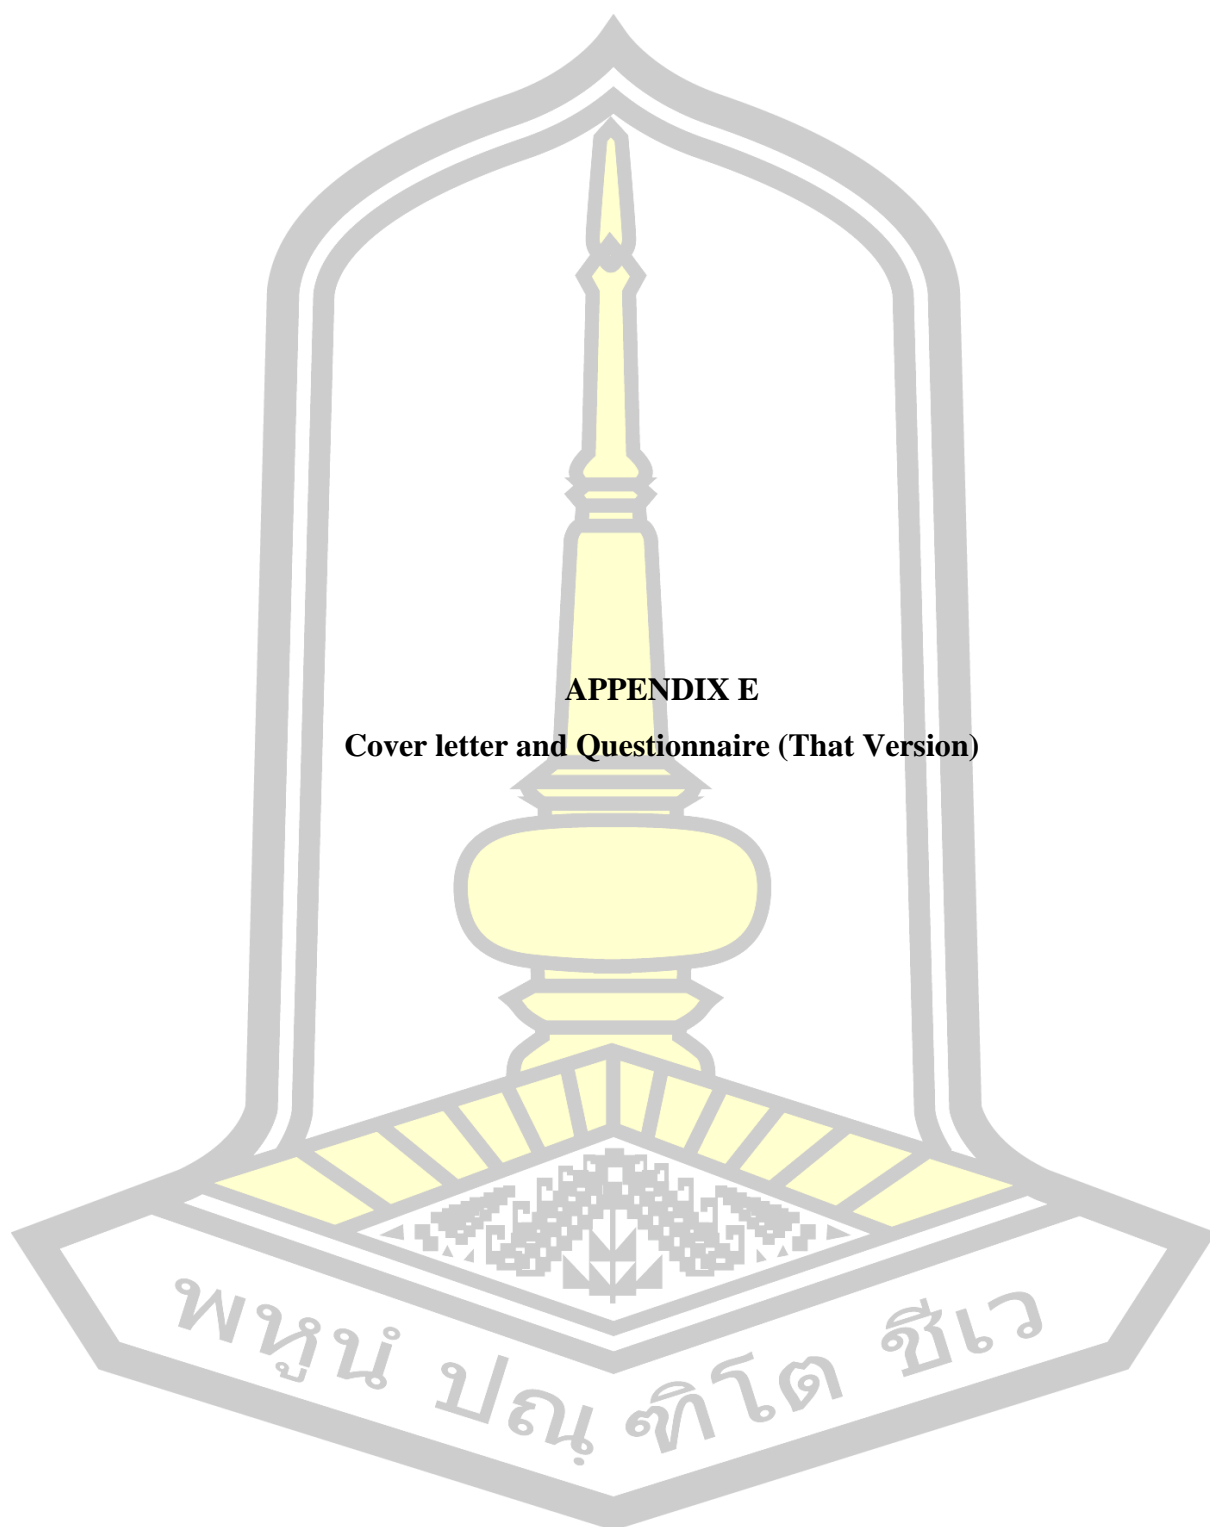 APPENDIX E
Cover letter and Questionnaire (That Version)
พหูนํ ปณฺฑิโต ชีเว